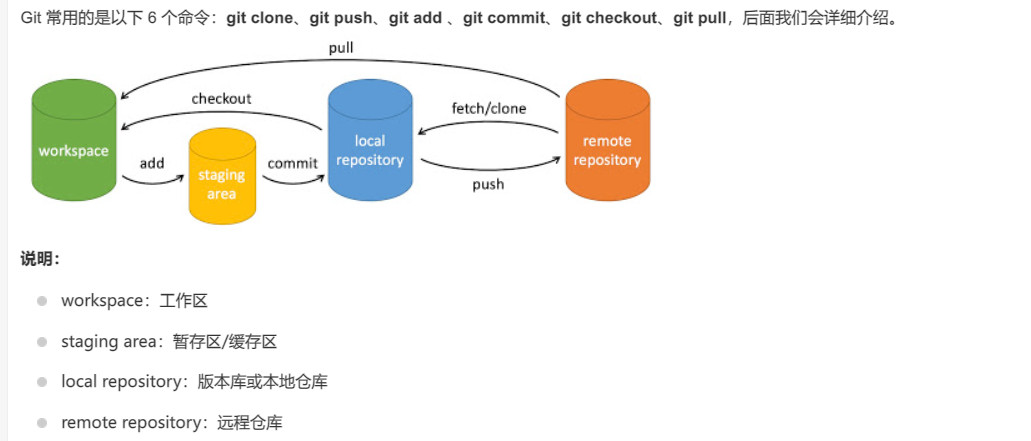 Git 常用的是以下 6 个命令：git clone、git push、git add 、git commit、git checkout、git pull，后面我们会详细介绍。
pull
checkout
fetch/clone
workspace
local
repository
remote
repository
add
staging
area
commit
push
说明：
workspace：工作区
staging area：暂存区/缓存区
local repository：版本库或本地仓库
remote repository：远程仓库